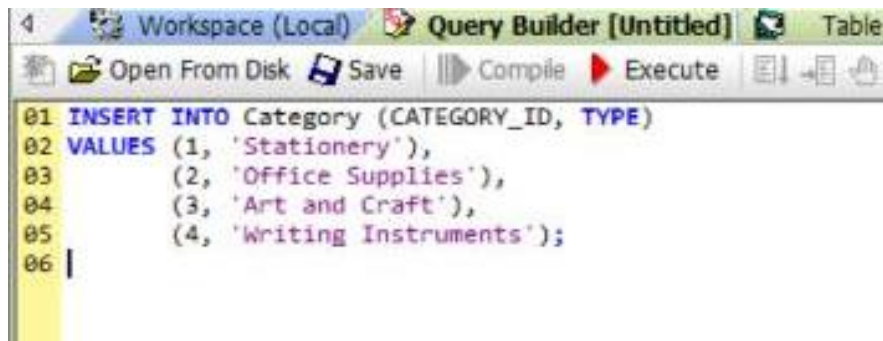 Workspace (Local) Query Builder [Untitled] Table
Open From Disk Save Compile Execute
01 INSERT INTO Category (CATEGORY_ID, TYPE)
02 VALUES (1, 'Stationery'),
03 (2, 'Office Supplies'),
04 (3, 'Art and Craft'),
05 (4, 'Writing Instruments');
06